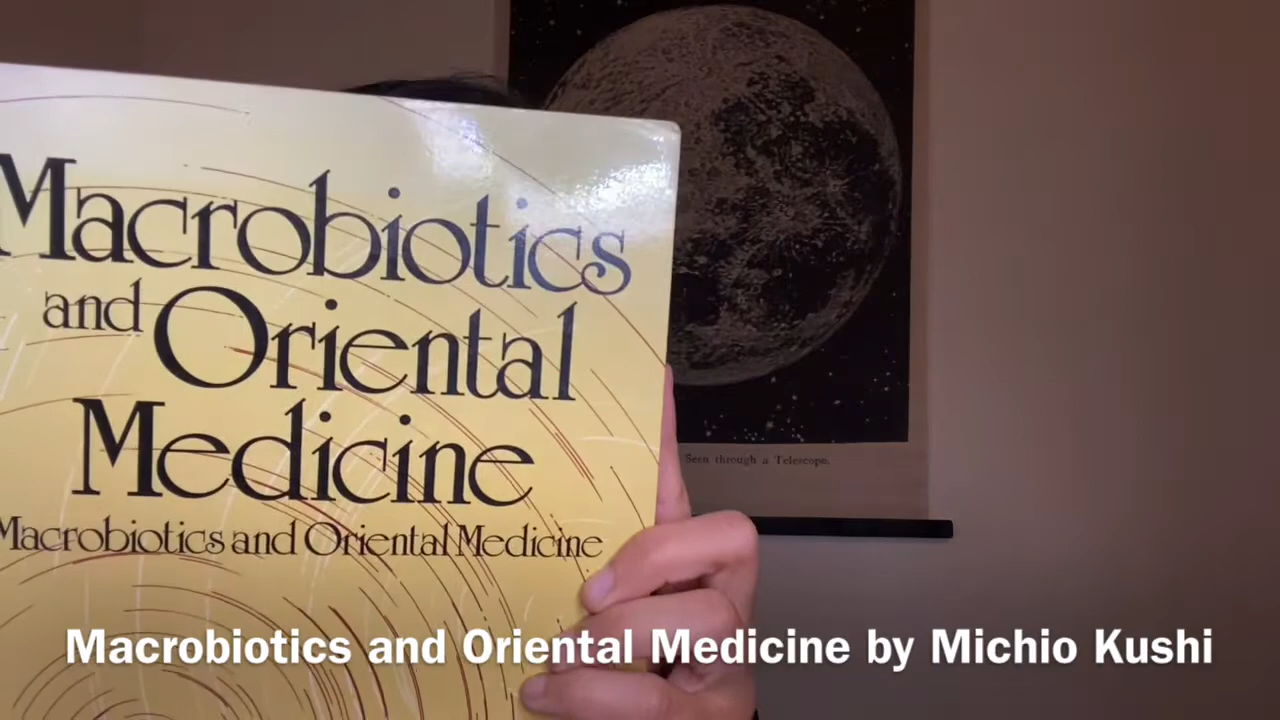 Macrobiotics
and Oriental
Medicine
Macrobiotics and Oriental Medicine
Seen through a Telescope.
Macrobiotics and Oriental Medicine by Michio Kushi